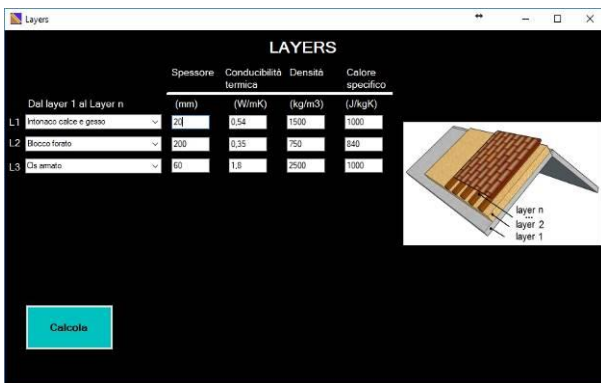 Layers
LAYERS
Spessore Conducibilità termica Densità Calore specifico
Dal layer 1 al Layer n (mm) (W/mK) (kg/m3) (J/kgK)
L1 Intonaco calce e gesso 20 0,54 1500 1000
L2 Blocco forato 200 0,35 750 840
L3 Cls armato 60 1,8 2500 1000
layer n
...
layer 2
layer 1
Calcola